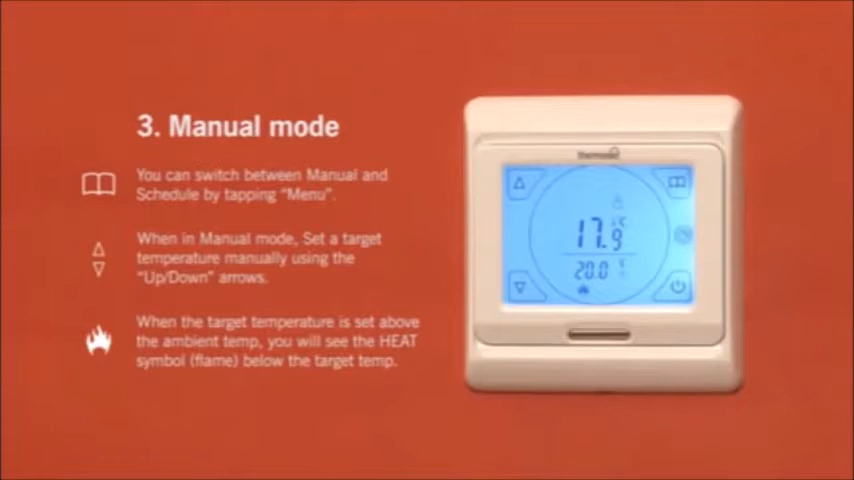 3. Manual mode
You can switch between Manual and
Schedule by tapping “Menu”.
When in Manual mode, Set a target
temperature manually using the
“Up/Down” arrows.
When the target temperature is set above
the ambient temp, you will see the HEAT
symbol (flame) below the target temp.
17.9
20.0